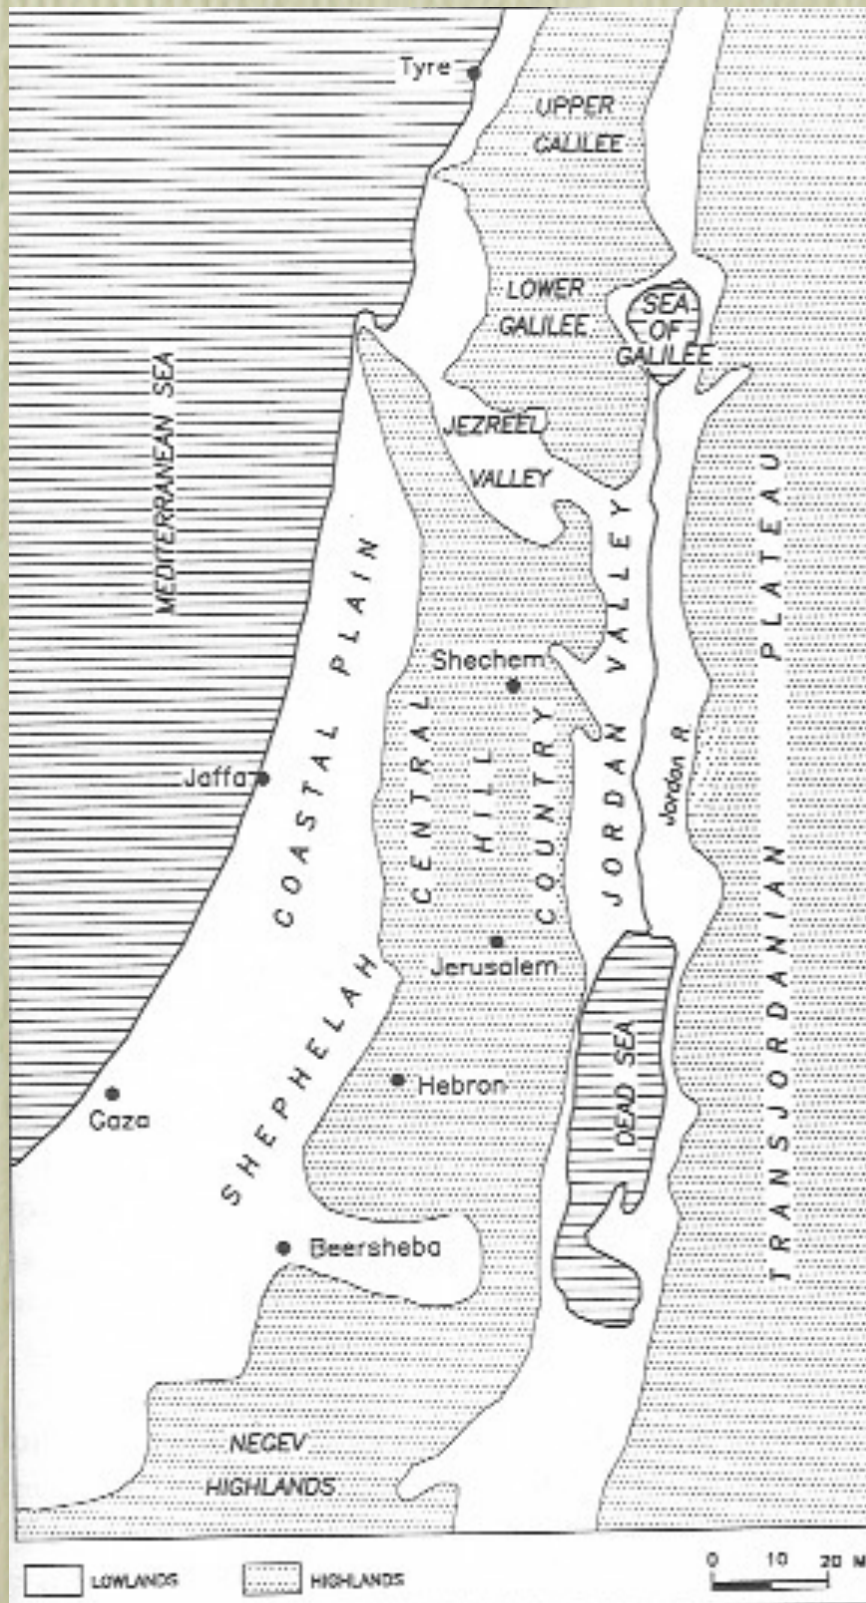 Tyre
UPPER
GALILEE
LOWER
GALILEE
SEA
OF
GALILEE
MEDITERRANEAN SEA
JEZREEL
VALLEY
COASTAL PLAIN
Shechem
CENTRAL
HILL
COUNTRY
JORDAN VALLEY
Jordan R.
TRANSJORDANIAN PLATEAU
Jaffa
Jerusalem
SHEPHELAH
Hebron
DEAD SEA
Gaza
Beersheba
NEGEV
HIGHLANDS
LOWLANDS
HIGHLANDS
0 10 20 M